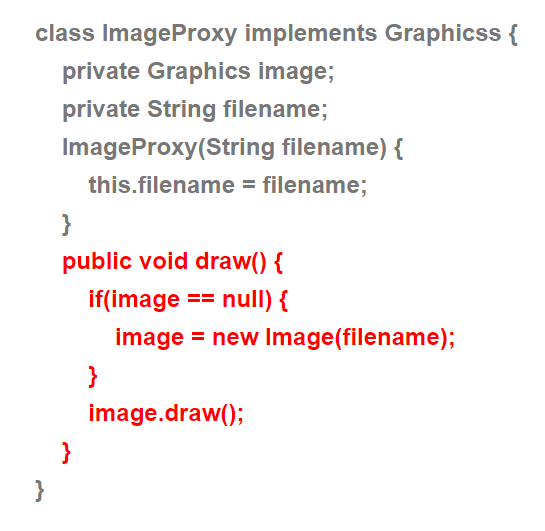 class ImageProxy implements Graphicss {
private Graphics image;
private String filename;
ImageProxy(String filename) {
this.filename = filename;
}
public void draw() {
if(image == null) {
image = new Image(filename);
}
image.draw();
}
}